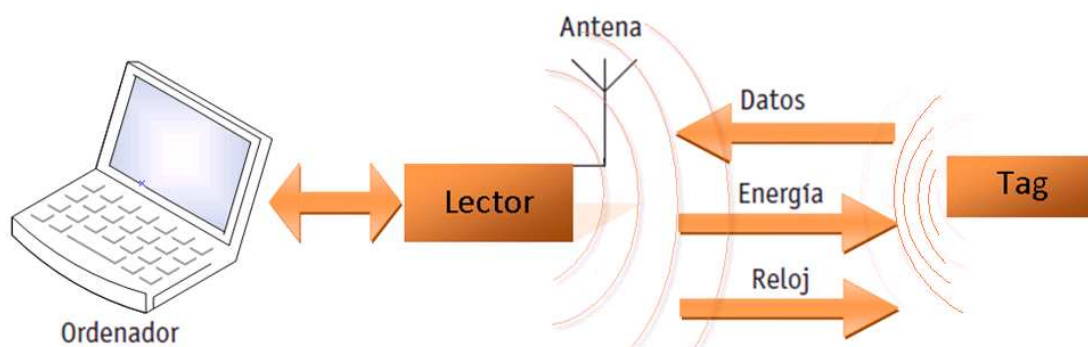 Antena
Datos
Lector
Energía
Tag
Reloj
Ordenador